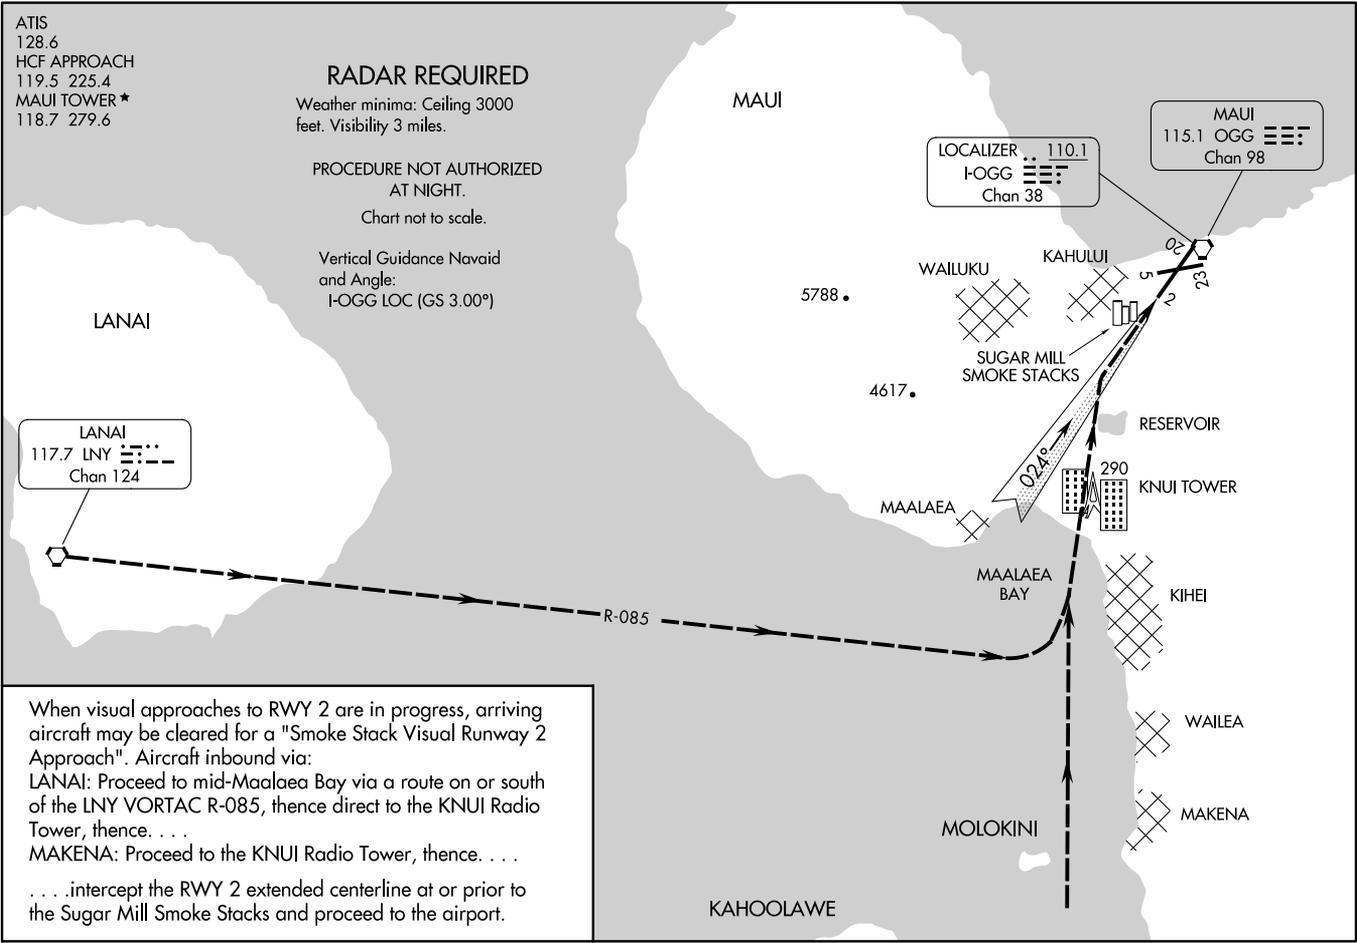 ATIS
128.6
HCF APPROACH
119.5 225.4
MAUI TOWER★
118.7 279.6
RADAR REQUIRED
Weather minima: Ceiling 3000
feet. Visibility 3 miles.
PROCEDURE NOT AUTHORIZED
AT NIGHT.
Chart not to scale.
Vertical Guidance Navaid
and Angle:
I-OGG LOC (GS 3.00°)
MAUI
LOCALIZER 110.1
I-OGG
Chan 38
MAUI
115.1 OGG
Chan 98
20
KAHULUI
5
23
WAILUKU
2
5788
SUGAR MILL
SMOKE STACKS
4617
LANAI
LANAI
117.7 LNY
Chan 124
RESERVOIR
024°
290
KNUI TOWER
MAALAEA
MAALAEA
BAY
KIHEI
R-085
WAILEA
MAKENA
MOLOKINI
KAHOOLAWE
When visual approaches to RWY 2 are in progress, arriving
aircraft may be cleared for a "Smoke Stack Visual Runway 2
Approach". Aircraft inbound via:
LANAI: Proceed to mid-Maalaea Bay via a route on or south
of the LNY VORTAC R-085, thence direct to the KNUI Radio
Tower, thence. . . .
MAKENA: Proceed to the KNUI Radio Tower, thence. . . .
. . . .intercept the RWY 2 extended centerline at or prior to
the Sugar Mill Smoke Stacks and proceed to the airport.